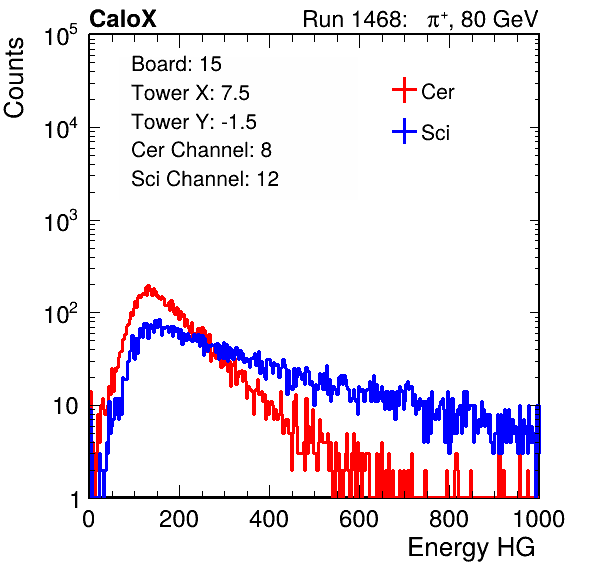 CaloX Run 1468: π⁺, 80 GeV
Counts
Board: 15
Tower X: 7.5
Tower Y: -1.5
Cer Channel: 8
Sci Channel: 12
Cer
Sci
10⁵
10⁴
10³
10²
10
1
0 200 400 600 800 1000
Energy HG